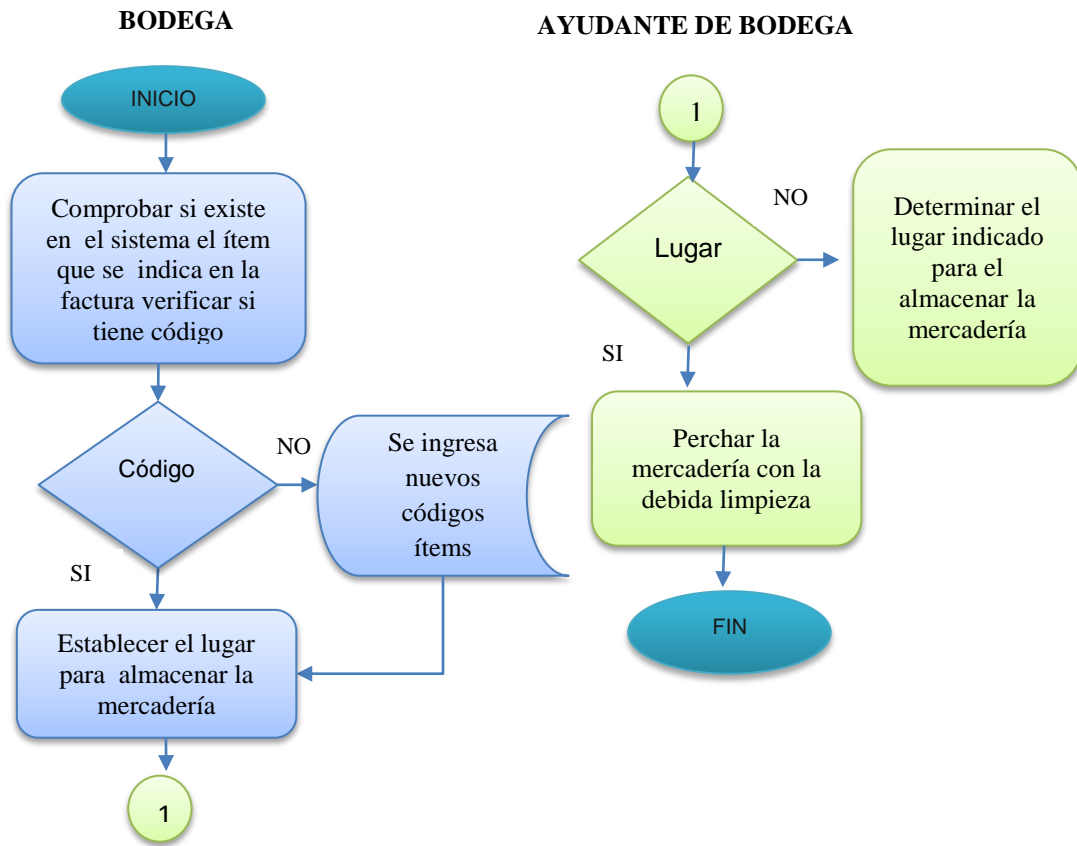 BODEGA
INICIO
Comprobar si existe
en el sistema el ítem
que se indica en la
factura verificar si
tiene código
Código
NO
Se ingresa
nuevos
códigos
ítems
SI
Establecer el lugar
para almacenar la
mercadería
1
AYUDANTE DE BODEGA
1
Lugar
NO
Determinar el
lugar indicado
para el
almacenar la
mercadería
SI
Perchar la
mercadería con la
debida limpieza
FIN